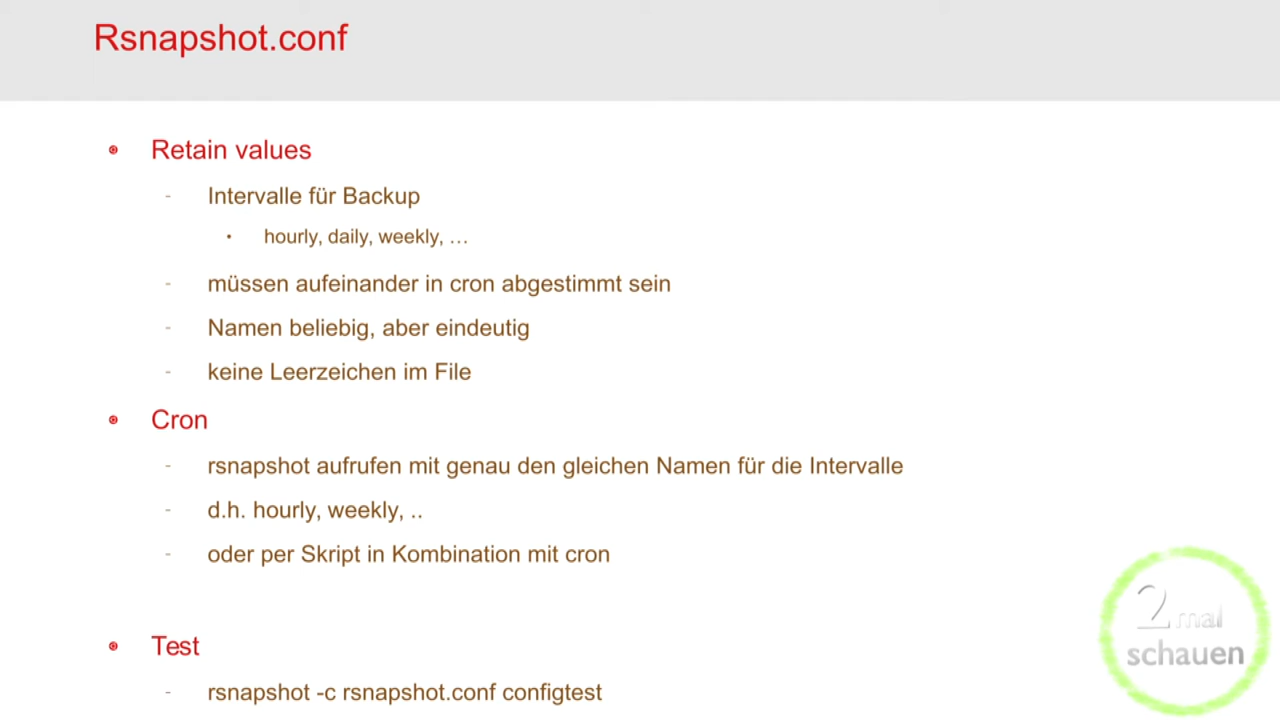 Rsnapshot.conf
Retain values
- Intervalle für Backup
• hourly, daily, weekly, …
- müssen aufeinander in cron abgestimmt sein
- Namen beliebig, aber eindeutig
- keine Leerzeichen im File
Cron
- rsnapshot aufrufen mit genau den gleichen Namen für die Intervalle
- d.h. hourly, weekly, ..
- oder per Skript in Kombination mit cron
Test
- rsnapshot -c rsnapshot.conf configtest
2mal
schauen